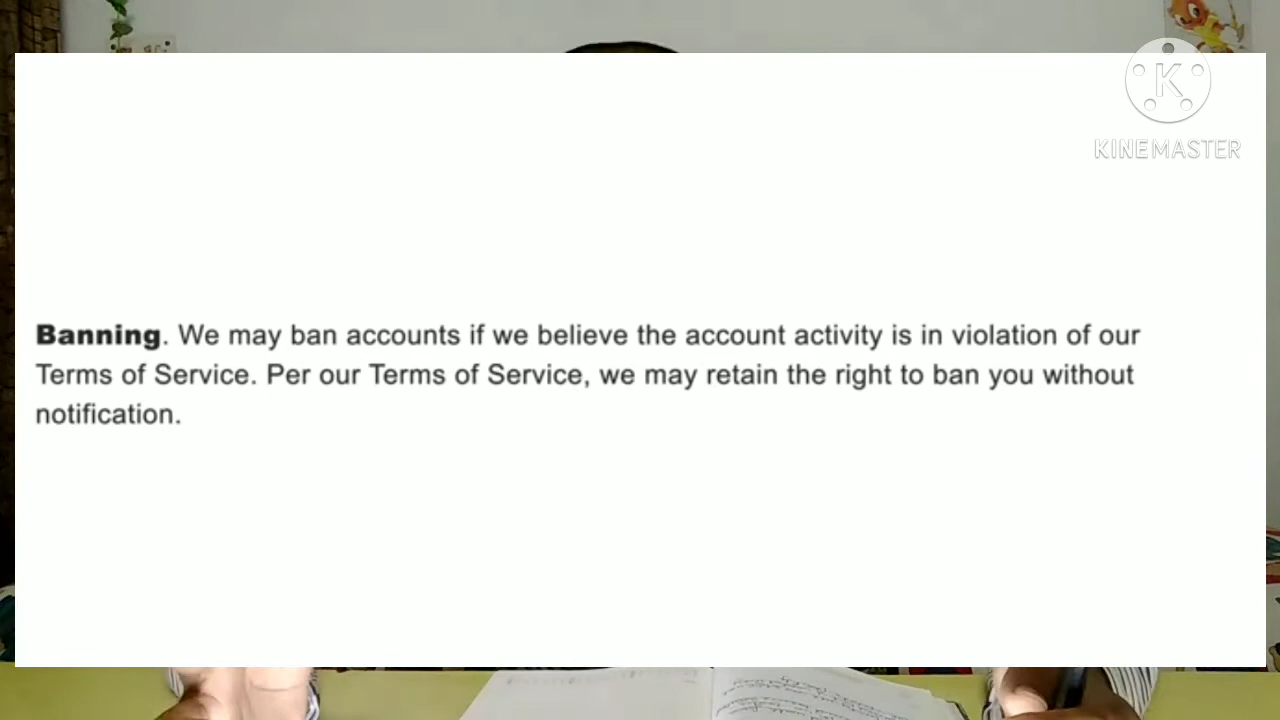 K
KINEMASTER
Banning. We may ban accounts if we believe the account activity is in violation of our
Terms of Service. Per our Terms of Service, we may retain the right to ban you without
notification.